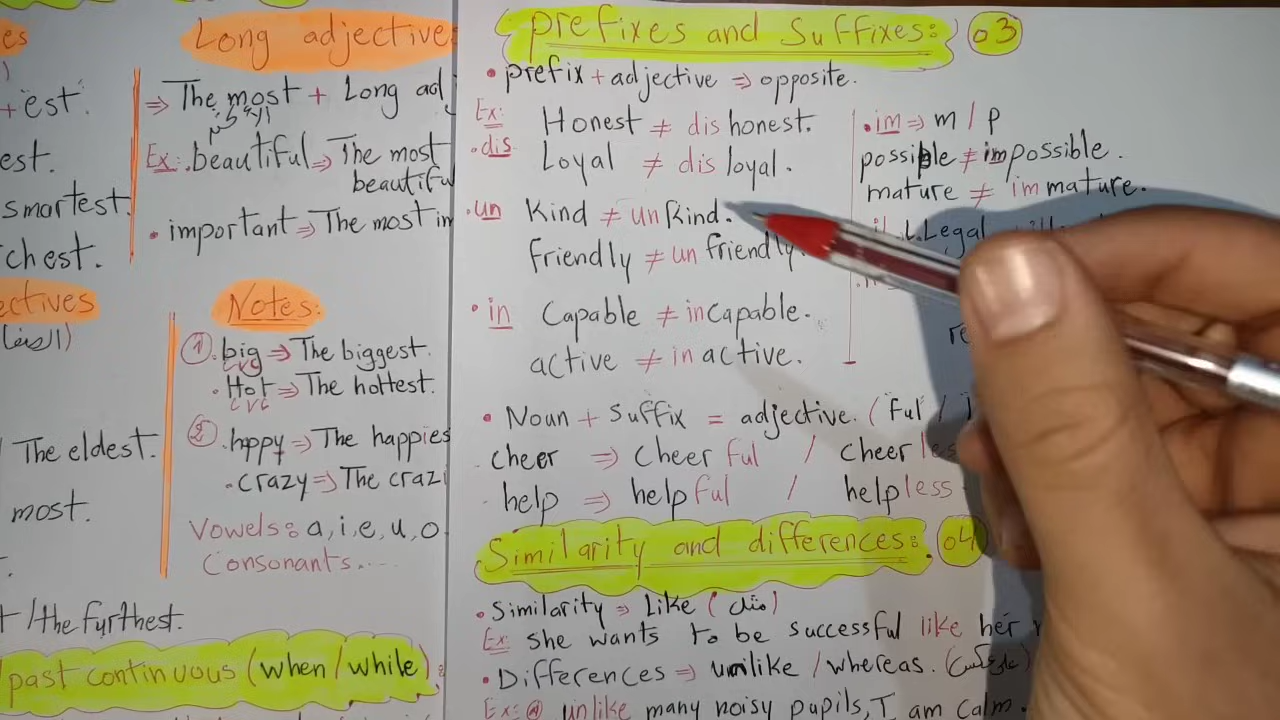 es
Long adjective
+ est.
⇒ The most + Long ad
est.
Ex: beautiful ⇒ The most
beautifu
smartest.
• important ⇒ The most im
chest.
ectives
Notes:
① • big ⇒ The biggest.
cvc
• Hot ⇒ The hottest.
cvc
② • happy ⇒ The happies
The eldest.
• crazy ⇒ The crazi
most.
Vowels: a, i, e, u, o
Consonants....
/the furthest.
past continuous (when / while) :
Prefixes and Suffixes: 03
• prefix + adjective ⇒ opposite.
Ex: Honest ≠ dishonest.
• dis Loyal ≠ disloyal.
• un Kind ≠ unkind.
Friendly ≠ unfriendly.
• in Capable ≠ incapable.
active ≠ inactive.
• im ⇒ m / p
possible ≠ impossible.
mature ≠ immature.
Legal
• Noun + Suffix = adjective. ( Ful /
• cheer ⇒ Cheerful / Cheerles
• help ⇒ helpful / helpless
Similarity and differences: 04
• Similarity ⇒ Like ( مثل )
Ex: she wants to be successful like her
• Differences ⇒ unlike / whereas.
Ex: unlike many noisy pupils, I am calm.